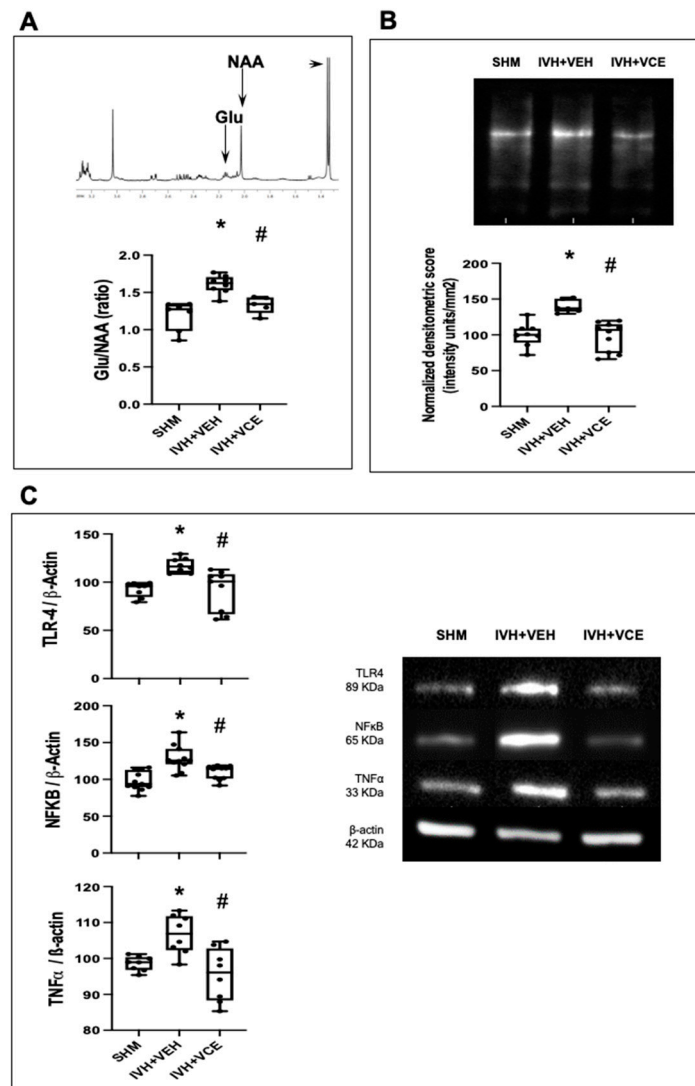 A
NAA
Glu
Glu/NAA (ratio)
2.0
1.5
1.0
0.5
0.0
*
#
SHM
IVH+VEH
IVH+VCE
B
SHM IVH+VEH IVH+VCE
Normalized densitometric score
(intensity units/mm2)
200
150
100
50
0
*
#
SHM
IVH+VEH
IVH+VCE
C
TLR-4 / β-Actin
150
100
50
0
*
#
NFKB / β-Actin
200
150
100
50
0
*
#
TNFα / ß-actin
120
110
100
90
80
*
#
SHM
IVH+VEH
IVH+VCE
SHM IVH+VEH IVH+VCE
TLR4
89 KDa
NFκB
65 KDa
TNFα
33 KDa
β-actin
42 KDa